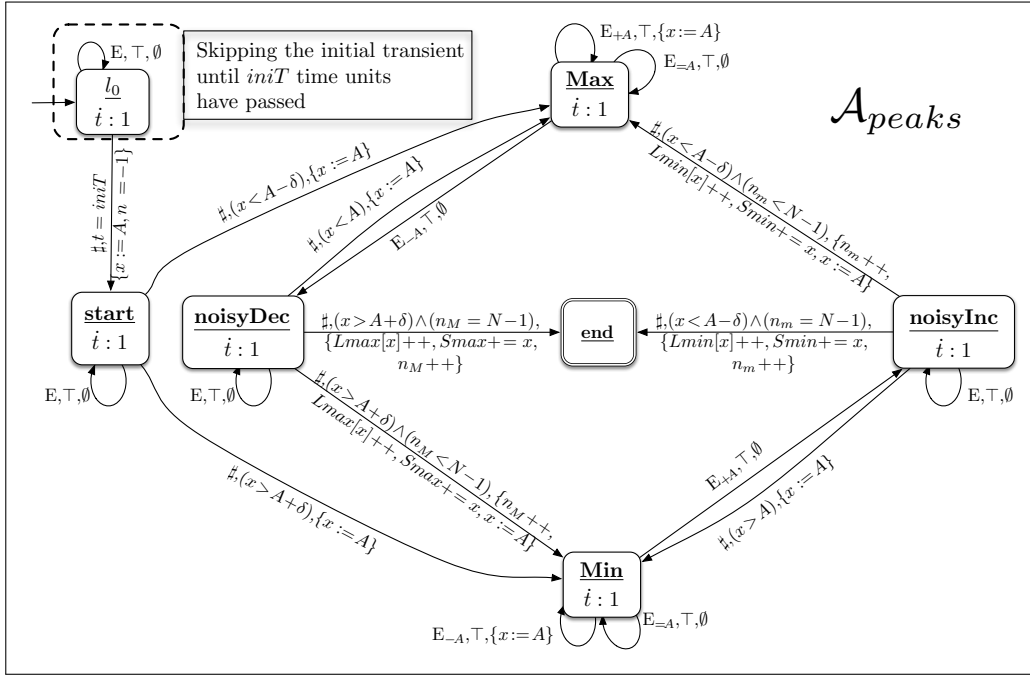 E,⊤,∅
l₀
ṫ : 1
Skipping the initial transient
until iniT time units
have passed
E₊A,⊤,{x:=A}
E₌A,⊤,∅
Max
ṫ : 1
𝒜peaks
♯,t = iniT
{x:=A, n = −1}
♯,(x<A−δ),{x:=A}
♯,(x<A),{x:=A}
E₋A,⊤,∅
♯,(x<A−δ)∧(nm<N−1), {nm++,
Lmin[x]++, Smin+= x, x:=A}
start
ṫ : 1
E,⊤,∅
noisyDec
ṫ : 1
E,⊤,∅
♯,(x>A+δ)∧(nM = N−1),
{Lmax[x]++, Smax+= x,
nM++}
end
♯,(x<A−δ)∧(nm = N−1),
{Lmin[x]++, Smin+= x,
nm++}
noisyInc
ṫ : 1
E,⊤,∅
♯,(x>A+δ)∧(nM<N−1), {nM++,
Lmax[x]++, Smax+= x, x:=A}
♯,(x>A+δ),{x:=A}
E₊A,⊤,∅
♯,(x>A),{x:=A}
Min
ṫ : 1
E₋A,⊤,{x:=A}
E₌A,⊤,∅